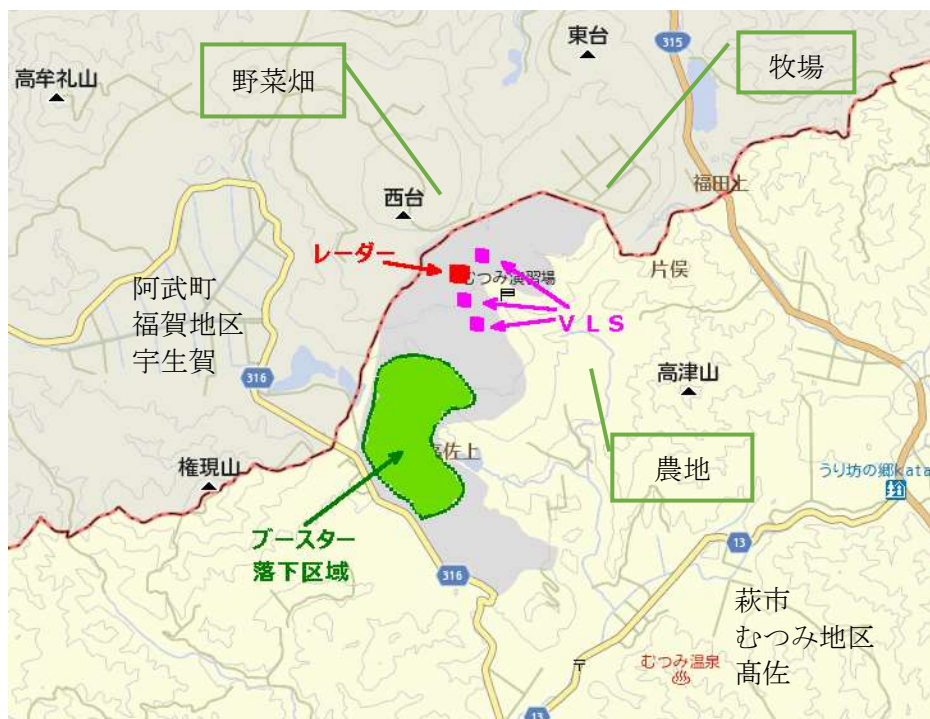 東台
315
野菜畑
牧場
高牟礼山
福田上
西台
レーダー
むつみ演習場
片俣
阿武町
福賀地区
宇生賀
VLS
316
高津山
高佐上
権現山
農地
うり坊の郷kata
ブースター
落下区域
13
316
萩市
むつみ地区
髙佐
むつみ温泉
13